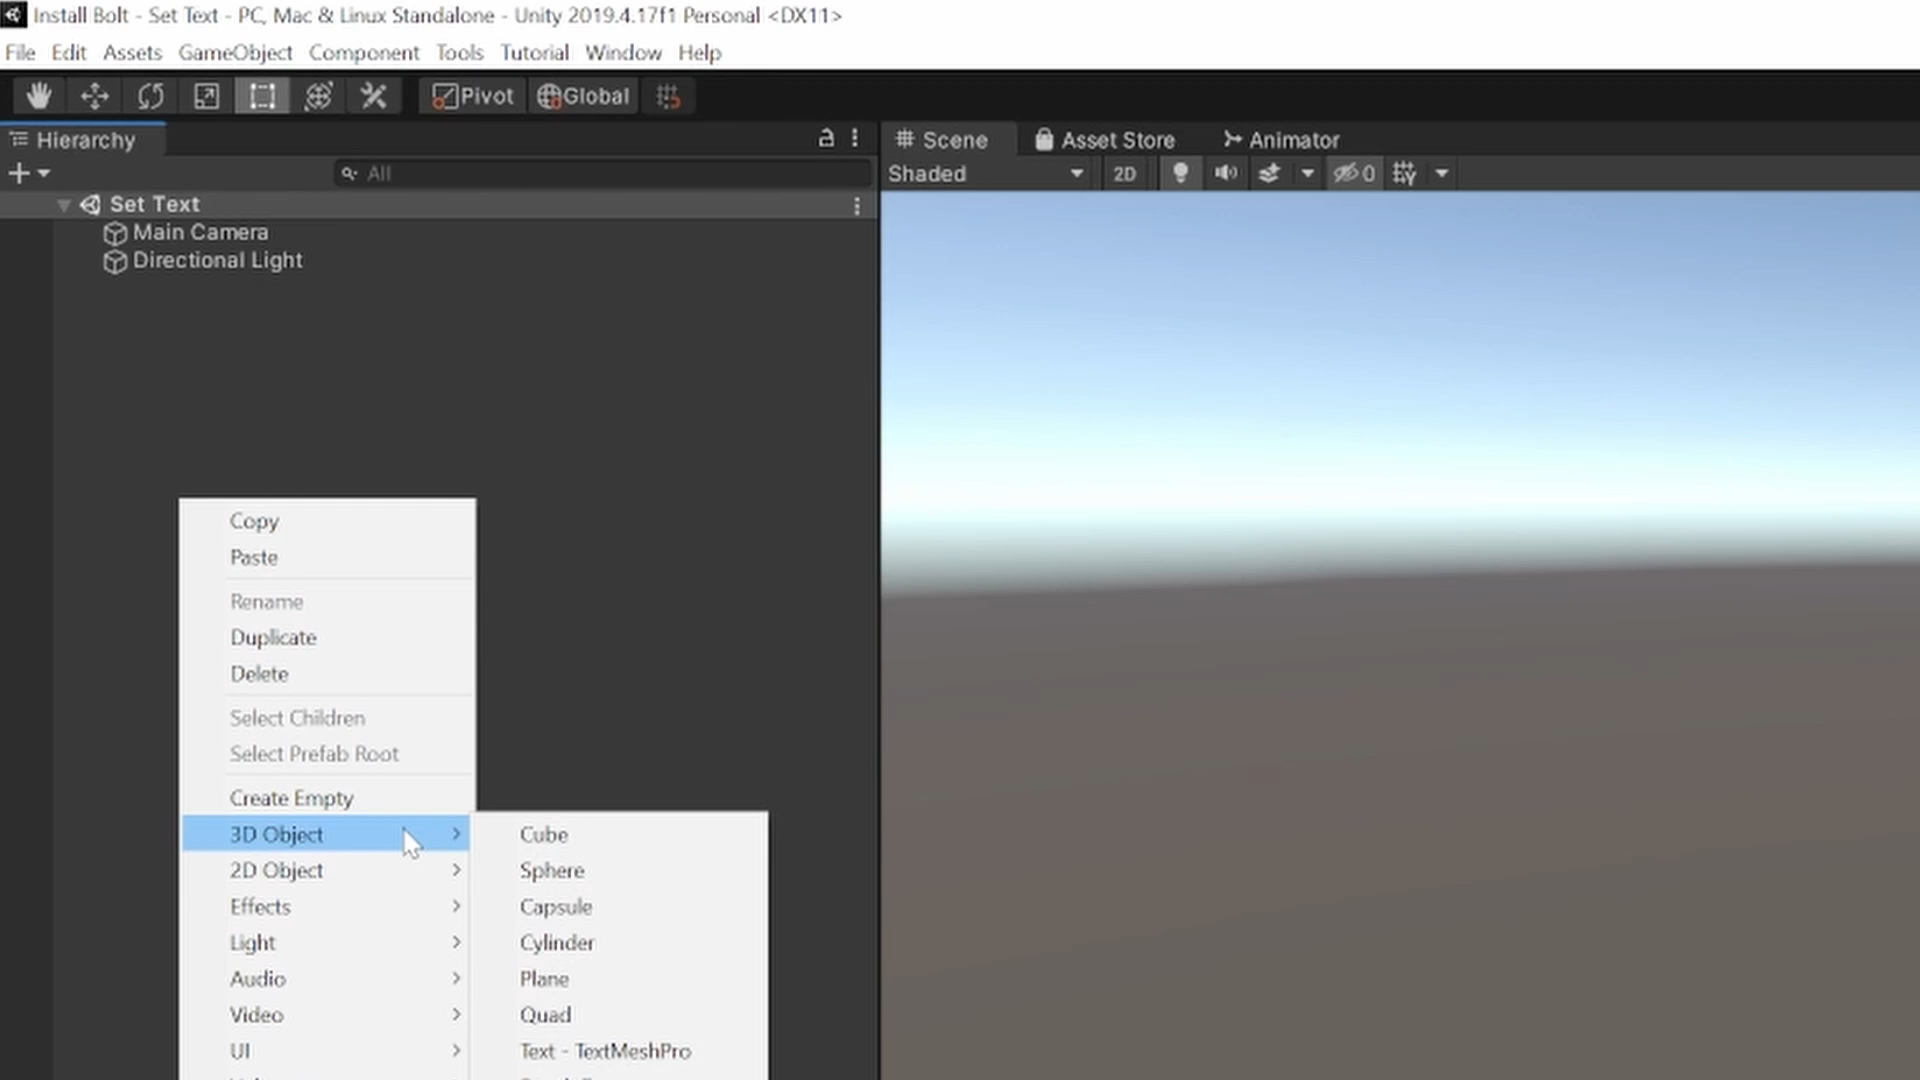 Install Bolt - Set Text - PC, Mac & Linux Standalone - Unity 2019.4.17f1 Personal <DX11>
File Edit Assets GameObject Component Tools Tutorial Window Help
Pivot Global
Hierarchy
All
Set Text
Main Camera
Directional Light
Scene Asset Store Animator
Shaded 2D 0
Copy
Paste
Rename
Duplicate
Delete
Select Children
Select Prefab Root
Create Empty
3D Object
2D Object
Effects
Light
Audio
Video
UI
Cube
Sphere
Capsule
Cylinder
Plane
Quad
Text - TextMeshPro